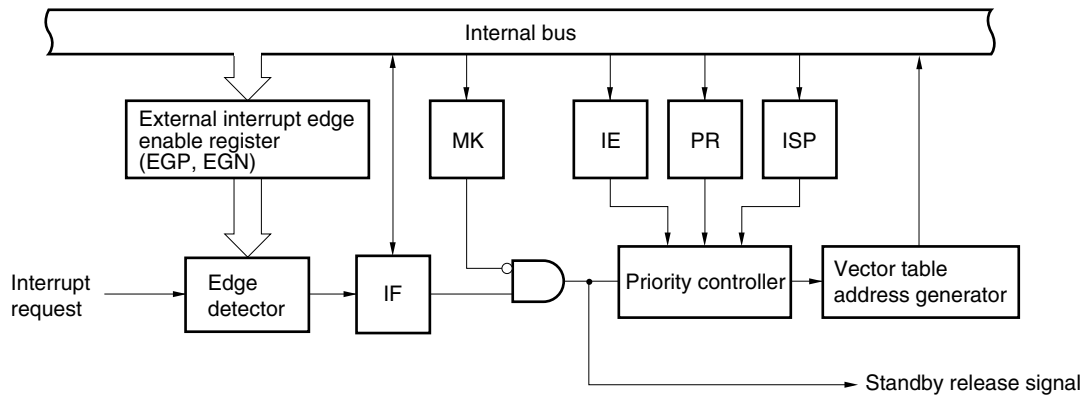 Internal bus
External interrupt edge
enable register
(EGP, EGN)
MK
IE
PR
ISP
Interrupt
request
Edge
detector
IF
Priority controller
Vector table
address generator
Standby release signal